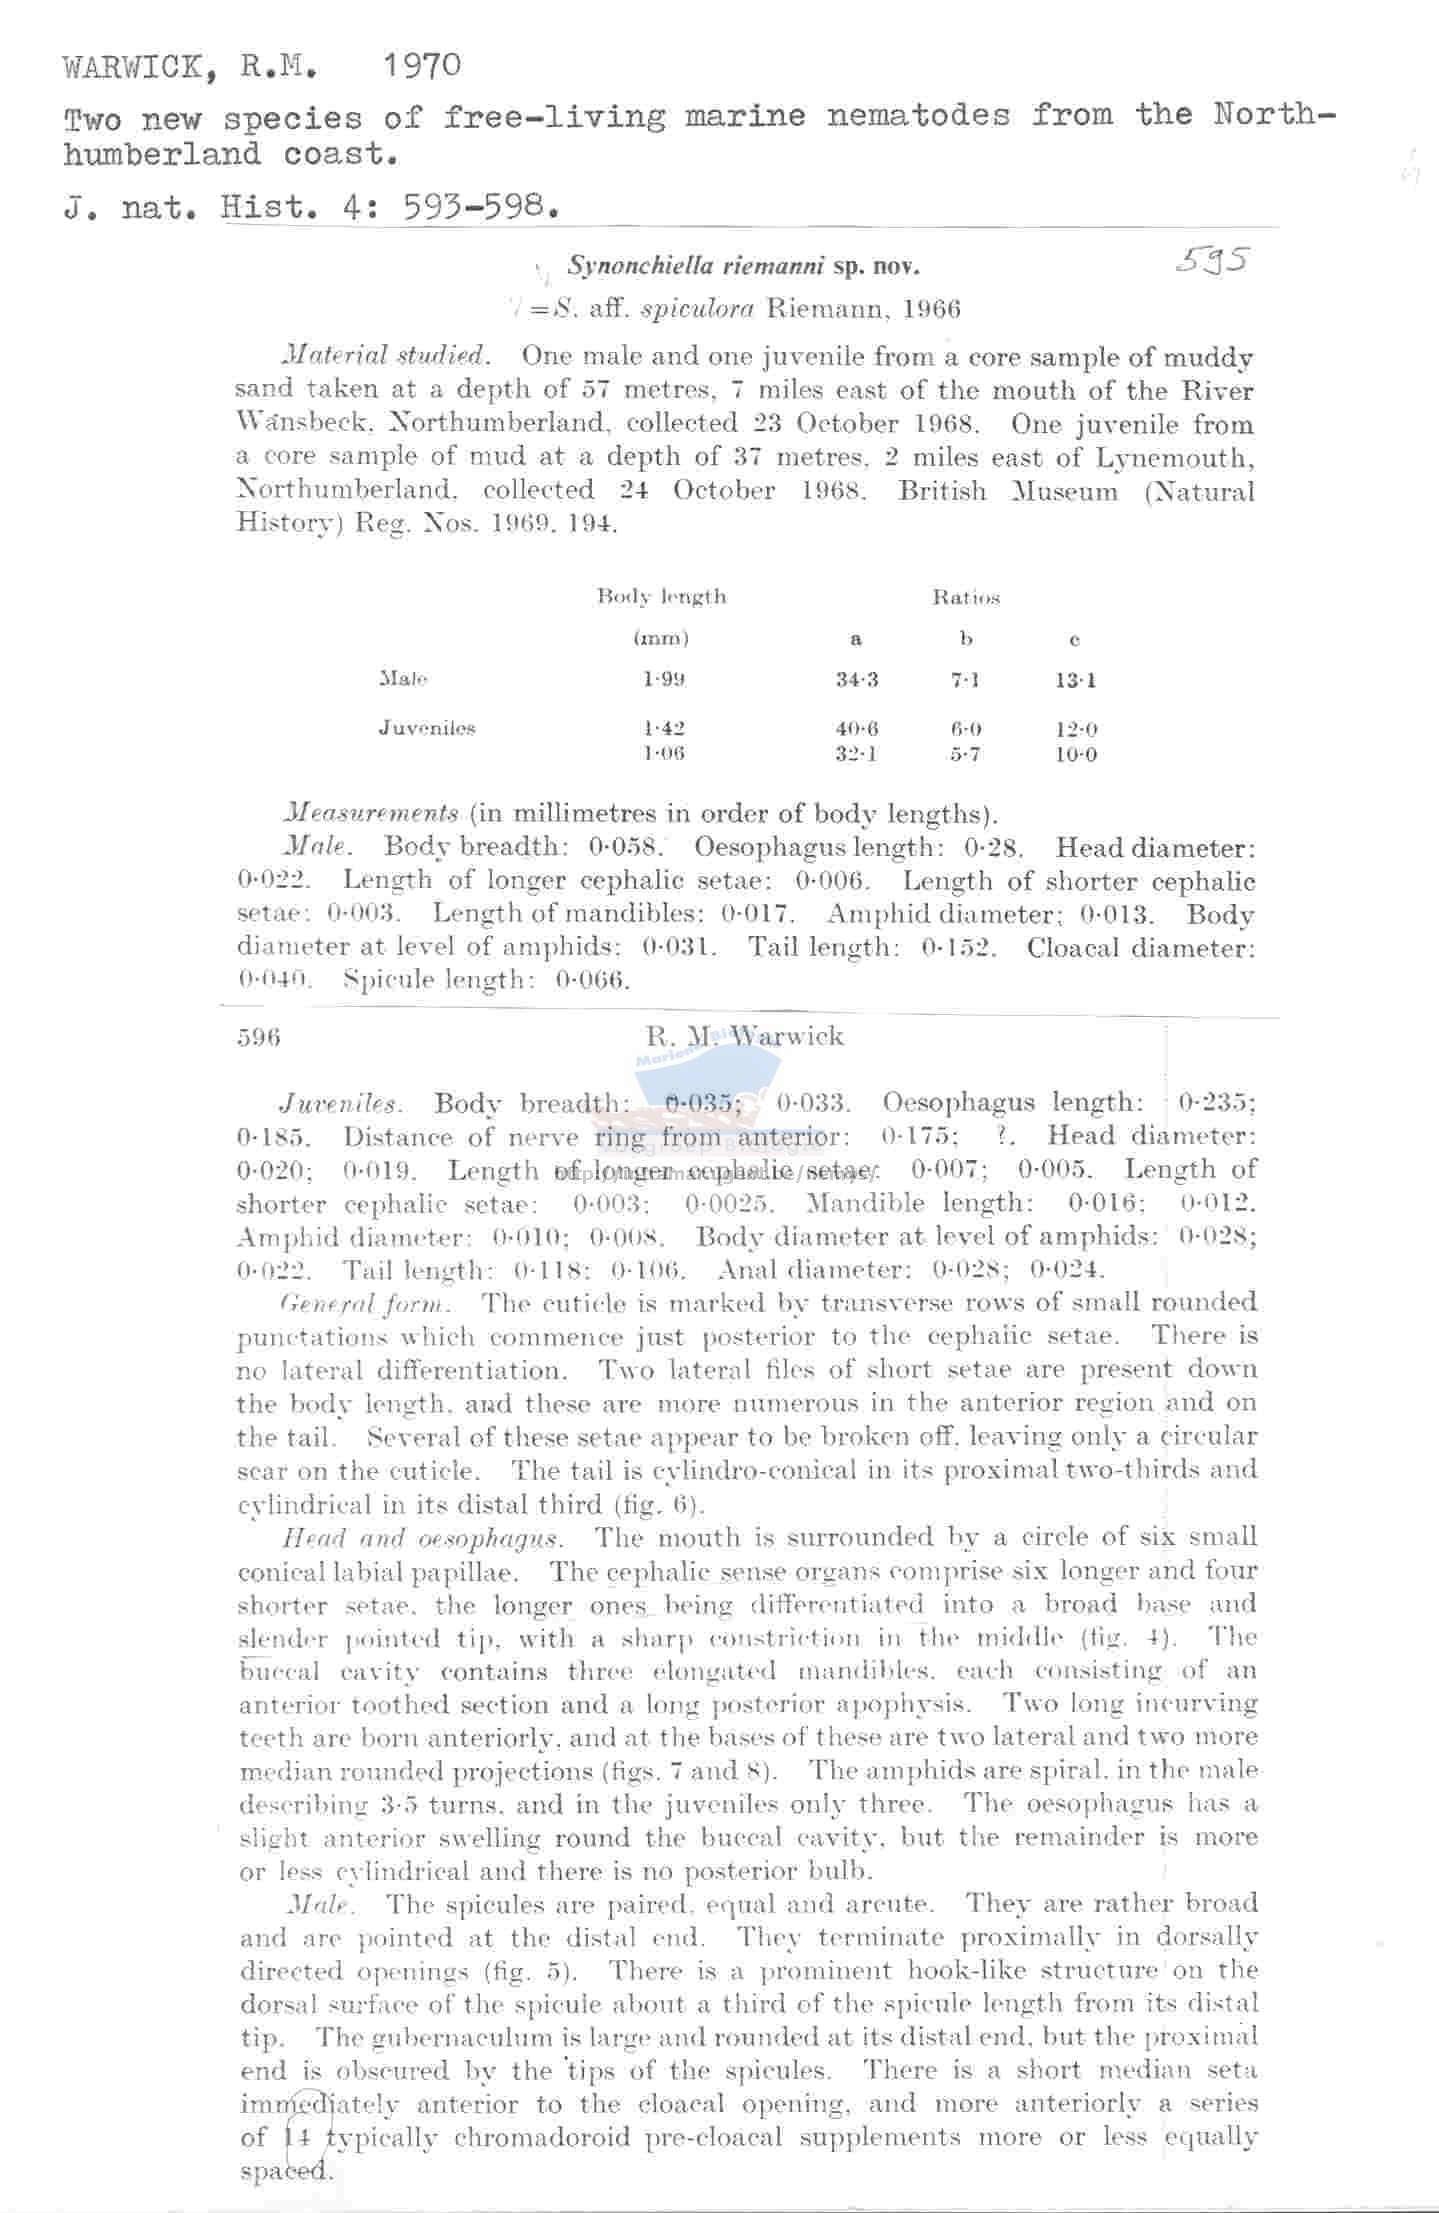 WARWICK, R.M. 1970
Two new species of free-living marine nematodes from the North-
humberland coast.
J. nat. Hist. 4: 593-598.
595
Synonchiella riemanni sp. nov.
=S. aff. spiculora Riemann, 1966
Material studied. One male and one juvenile from a core sample of muddy
sand taken at a depth of 57 metres, 7 miles east of the mouth of the River
Wansbeck, Northumberland, collected 23 October 1968. One juvenile from
a core sample of mud at a depth of 37 metres, 2 miles east of Lynemouth,
Northumberland, collected 24 October 1968. British Museum (Natural
History) Reg. Nos. 1969. 194.
Body length Ratios
(mm) a b c
Male 1·99 34·3 7·1 13·1
Juveniles 1·42 40·6 6·0 12·0
1·06 32·1 5·7 10·0
Measurements (in millimetres in order of body lengths).
Male. Body breadth: 0·058. Oesophagus length: 0·28. Head diameter:
0·022. Length of longer cephalic setae: 0·006. Length of shorter cephalic
setae: 0·003. Length of mandibles: 0·017. Amphid diameter: 0·013. Body
diameter at level of amphids: 0·031. Tail length: 0·152. Cloacal diameter:
0·040. Spicule length: 0·066.
596 R. M. Warwick
Juveniles. Body breadth: 0·035; 0·033. Oesophagus length: 0·235;
0·185. Distance of nerve ring from anterior: 0·175; ?. Head diameter:
0·020; 0·019. Length of longer cephalic setae: 0·007; 0·005. Length of
shorter cephalic setae: 0·003; 0·0025. Mandible length: 0·016; 0·012.
Amphid diameter: 0·010; 0·008. Body diameter at level of amphids: 0·028;
0·022. Tail length: 0·118; 0·106. Anal diameter: 0·028; 0·024.
General form. The cuticle is marked by transverse rows of small rounded
punctations which commence just posterior to the cephalic setae. There is
no lateral differentiation. Two lateral files of short setae are present down
the body length, and these are more numerous in the anterior region and on
the tail. Several of these setae appear to be broken off, leaving only a circular
scar on the cuticle. The tail is cylindro-conical in its proximal two-thirds and
cylindrical in its distal third (fig. 6).
Head and oesophagus. The mouth is surrounded by a circle of six small
conical labial papillae. The cephalic sense organs comprise six longer and four
shorter setae, the longer ones being differentiated into a broad base and
slender pointed tip, with a sharp constriction in the middle (fig. 4). The
buccal cavity contains three elongated mandibles, each consisting of an
anterior toothed section and a long posterior apophysis. Two long incurving
teeth are born anteriorly, and at the bases of these are two lateral and two more
median rounded projections (figs. 7 and 8). The amphids are spiral, in the male
describing 3·5 turns, and in the juveniles only three. The oesophagus has a
slight anterior swelling round the buccal cavity, but the remainder is more
or less cylindrical and there is no posterior bulb.
Male. The spicules are paired, equal and arcute. They are rather broad
and are pointed at the distal end. They terminate proximally in dorsally
directed openings (fig. 5). There is a prominent hook-like structure on the
dorsal surface of the spicule about a third of the spicule length from its distal
tip. The gubernaculum is large and rounded at its distal end, but the proximal
end is obscured by the tips of the spicules. There is a short median seta
immediately anterior to the cloacal opening, and more anteriorly a series
of 14 typically chromadoroid pre-cloacal supplements more or less equally
spaced.